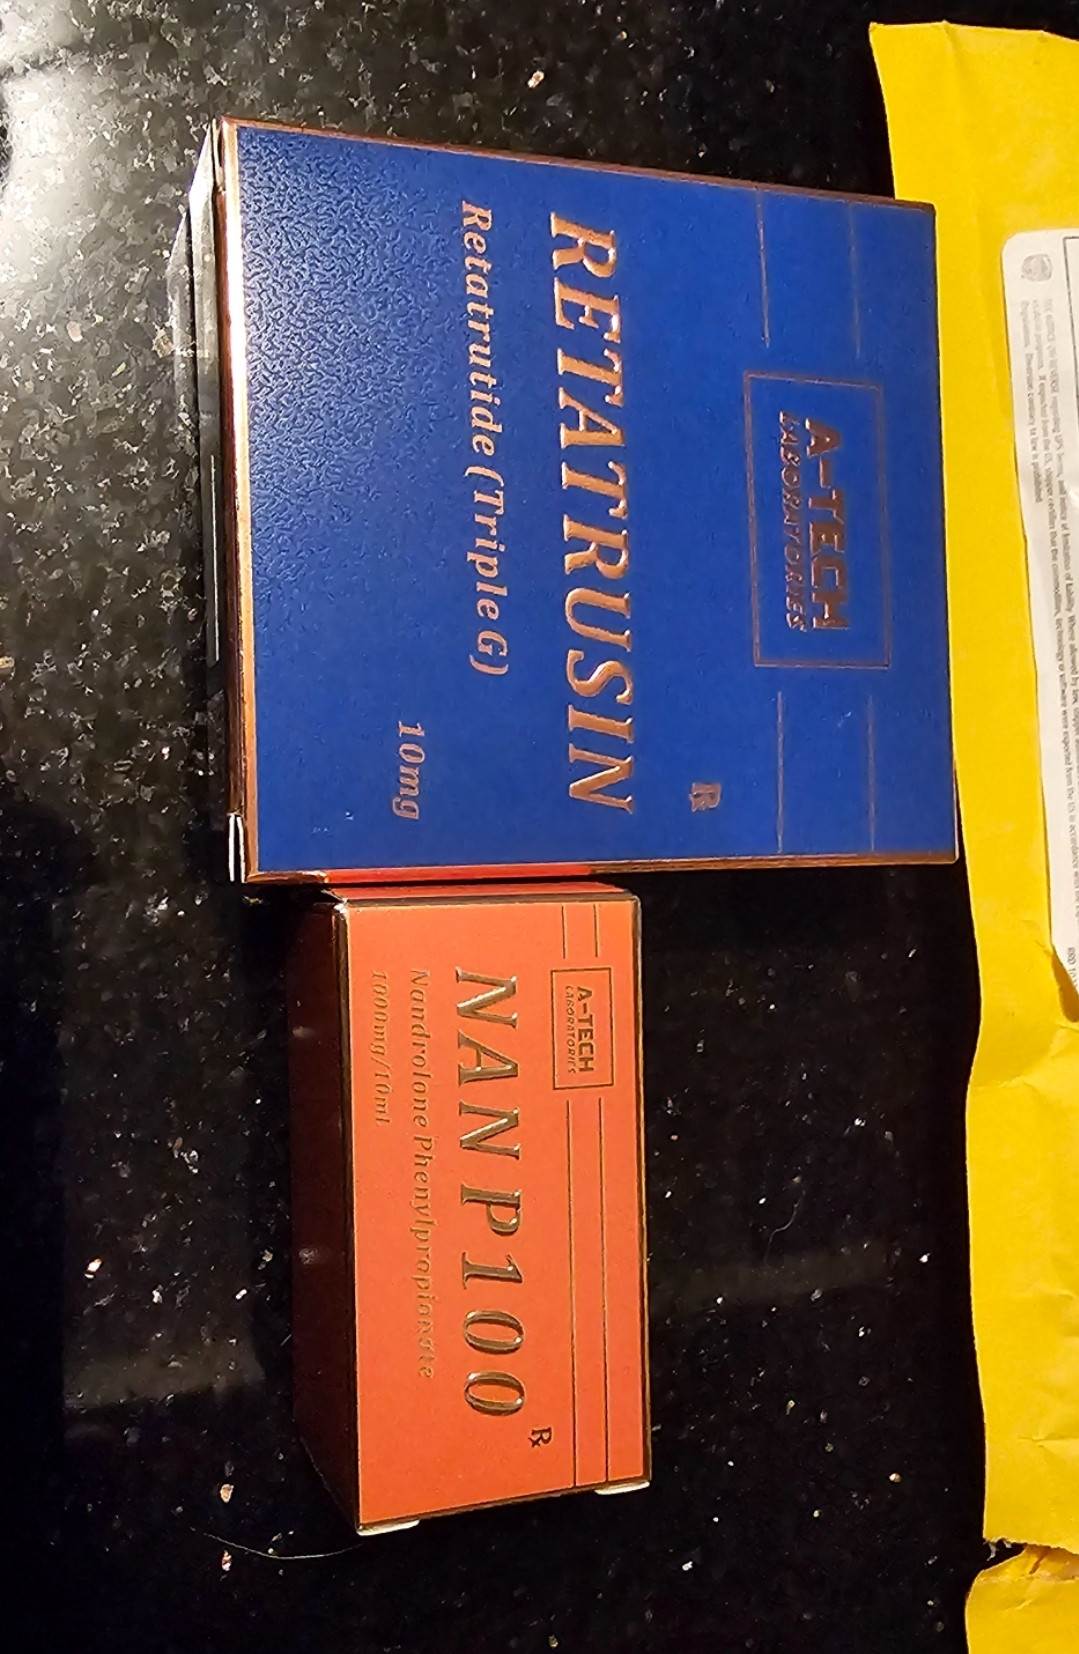 A-TECH
LABORATORIES
℞
RETATRUSIN
Retatrutide (Triple G)
10mg
A-TECH
LABORATORIES
℞
NAN P100
Nandrolone Phenylpropionate
1000mg/10ml